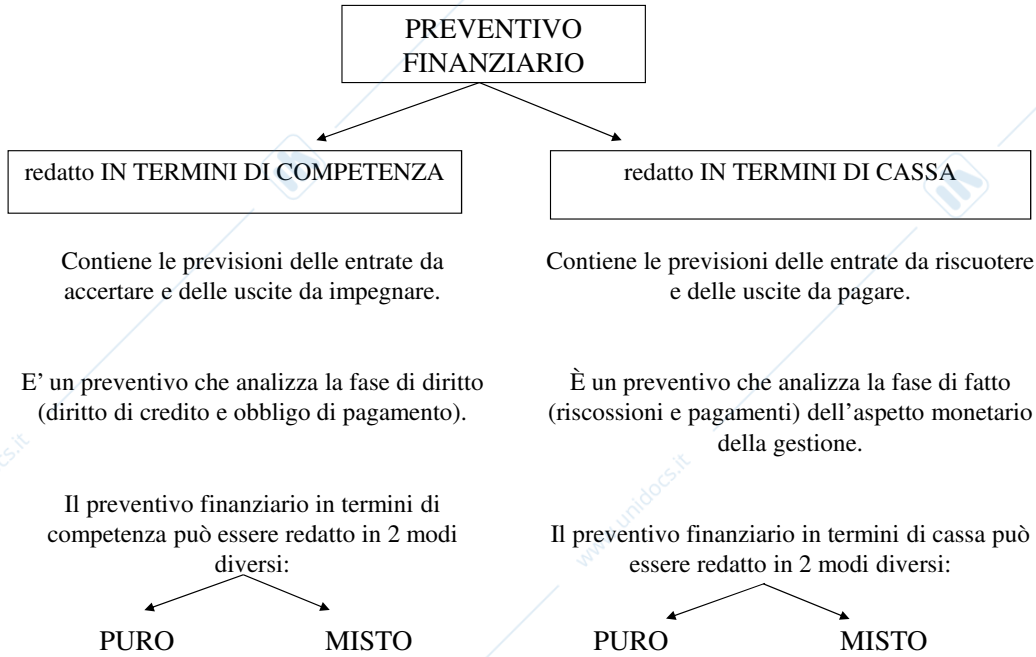 PREVENTIVO
FINANZIARIO
redatto IN TERMINI DI COMPETENZA
Contiene le previsioni delle entrate da
accertare e delle uscite da impegnare.
E’ un preventivo che analizza la fase di diritto
(diritto di credito e obbligo di pagamento).
Il preventivo finanziario in termini di
competenza può essere redatto in 2 modi
diversi:
PURO
MISTO
redatto IN TERMINI DI CASSA
Contiene le previsioni delle entrate da riscuotere
e delle uscite da pagare.
È un preventivo che analizza la fase di fatto
(riscossioni e pagamenti) dell’aspetto monetario
della gestione.
Il preventivo finanziario in termini di cassa può
essere redatto in 2 modi diversi:
PURO
MISTO
www.unidocs.it
cs.it